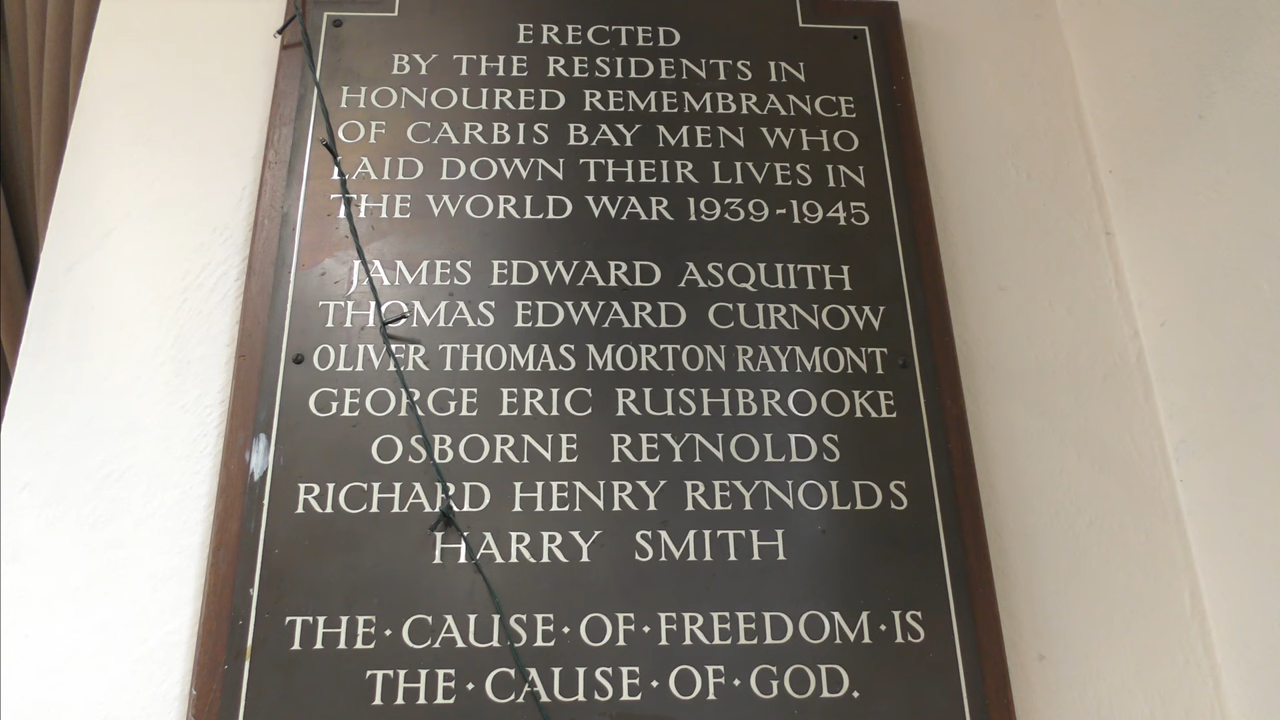 ERECTED
BY THE RESIDENTS IN
HONOURED REMEMBRANCE
OF CARBIS BAY MEN WHO
LAID DOWN THEIR LIVES IN
THE WORLD WAR 1939-1945
JAMES EDWARD ASQUITH
THOMAS EDWARD CURNOW
OLIVER THOMAS MORTON RAYMONT
GEORGE ERIC RUSHBROOKE
OSBORNE REYNOLDS
RICHARD HENRY REYNOLDS
HARRY SMITH
THE·CAUSE·OF·FREEDOM·IS
THE·CAUSE·OF·GOD.